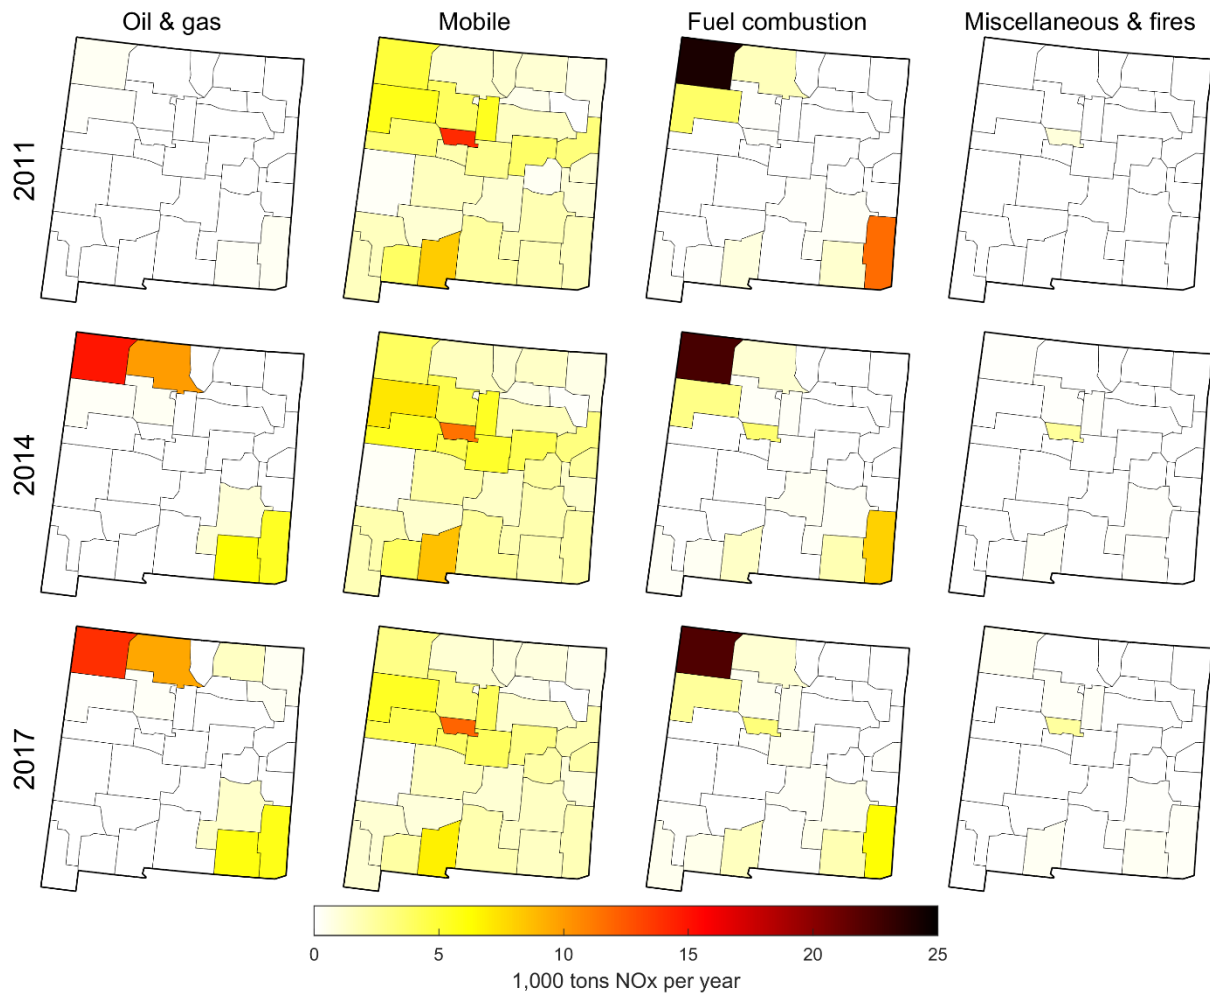 Oil & gas
Mobile
Fuel combustion
Miscellaneous & fires
2011
2014
2017
0
5
10
15
20
25
1,000 tons NOx per year